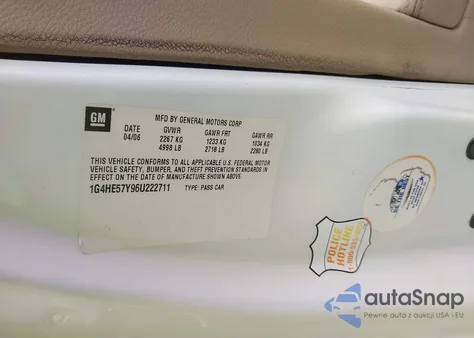 GM
MFD BY GENERAL MOTORS CORP
DATE GVWR GAWR FRT GAWR RR
04/06 2267 KG 1233 KG 1034 KG
4998 LB 2718 LB 2280 LB
THIS VEHICLE CONFORMS TO ALL APPLICABLE U.S. FEDERAL MOTOR
VEHICLE SAFETY, BUMPER, AND THEFT PREVENTION STANDARDS IN
EFFECT ON THE DATE OF MANUFACTURE SHOWN ABOVE.
1G4HE57Y96U222711 TYPE: PASS CAR
POLICE
HOTLINE
autaSnap
Pewne auta z aukcji USA i EU